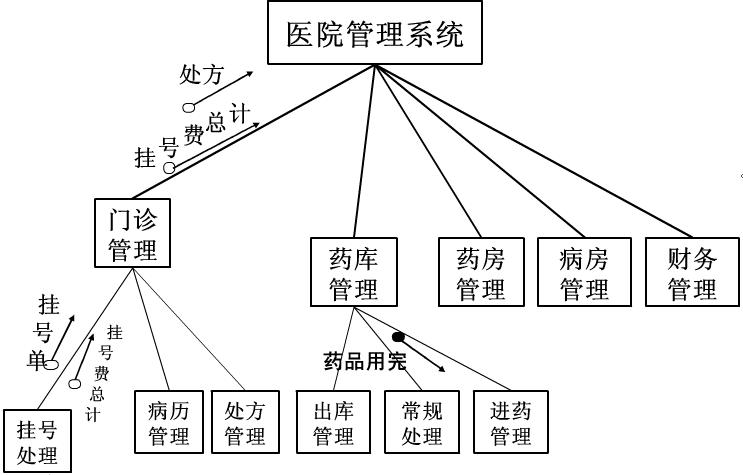 医院管理系统
处方
挂号费总计
门诊
管理
药库
管理
药房
管理
病房
管理
财务
管理
挂号单
挂号费总计
药品用完
挂号
处理
病历
管理
处方
管理
出库
管理
常规
处理
进药
管理